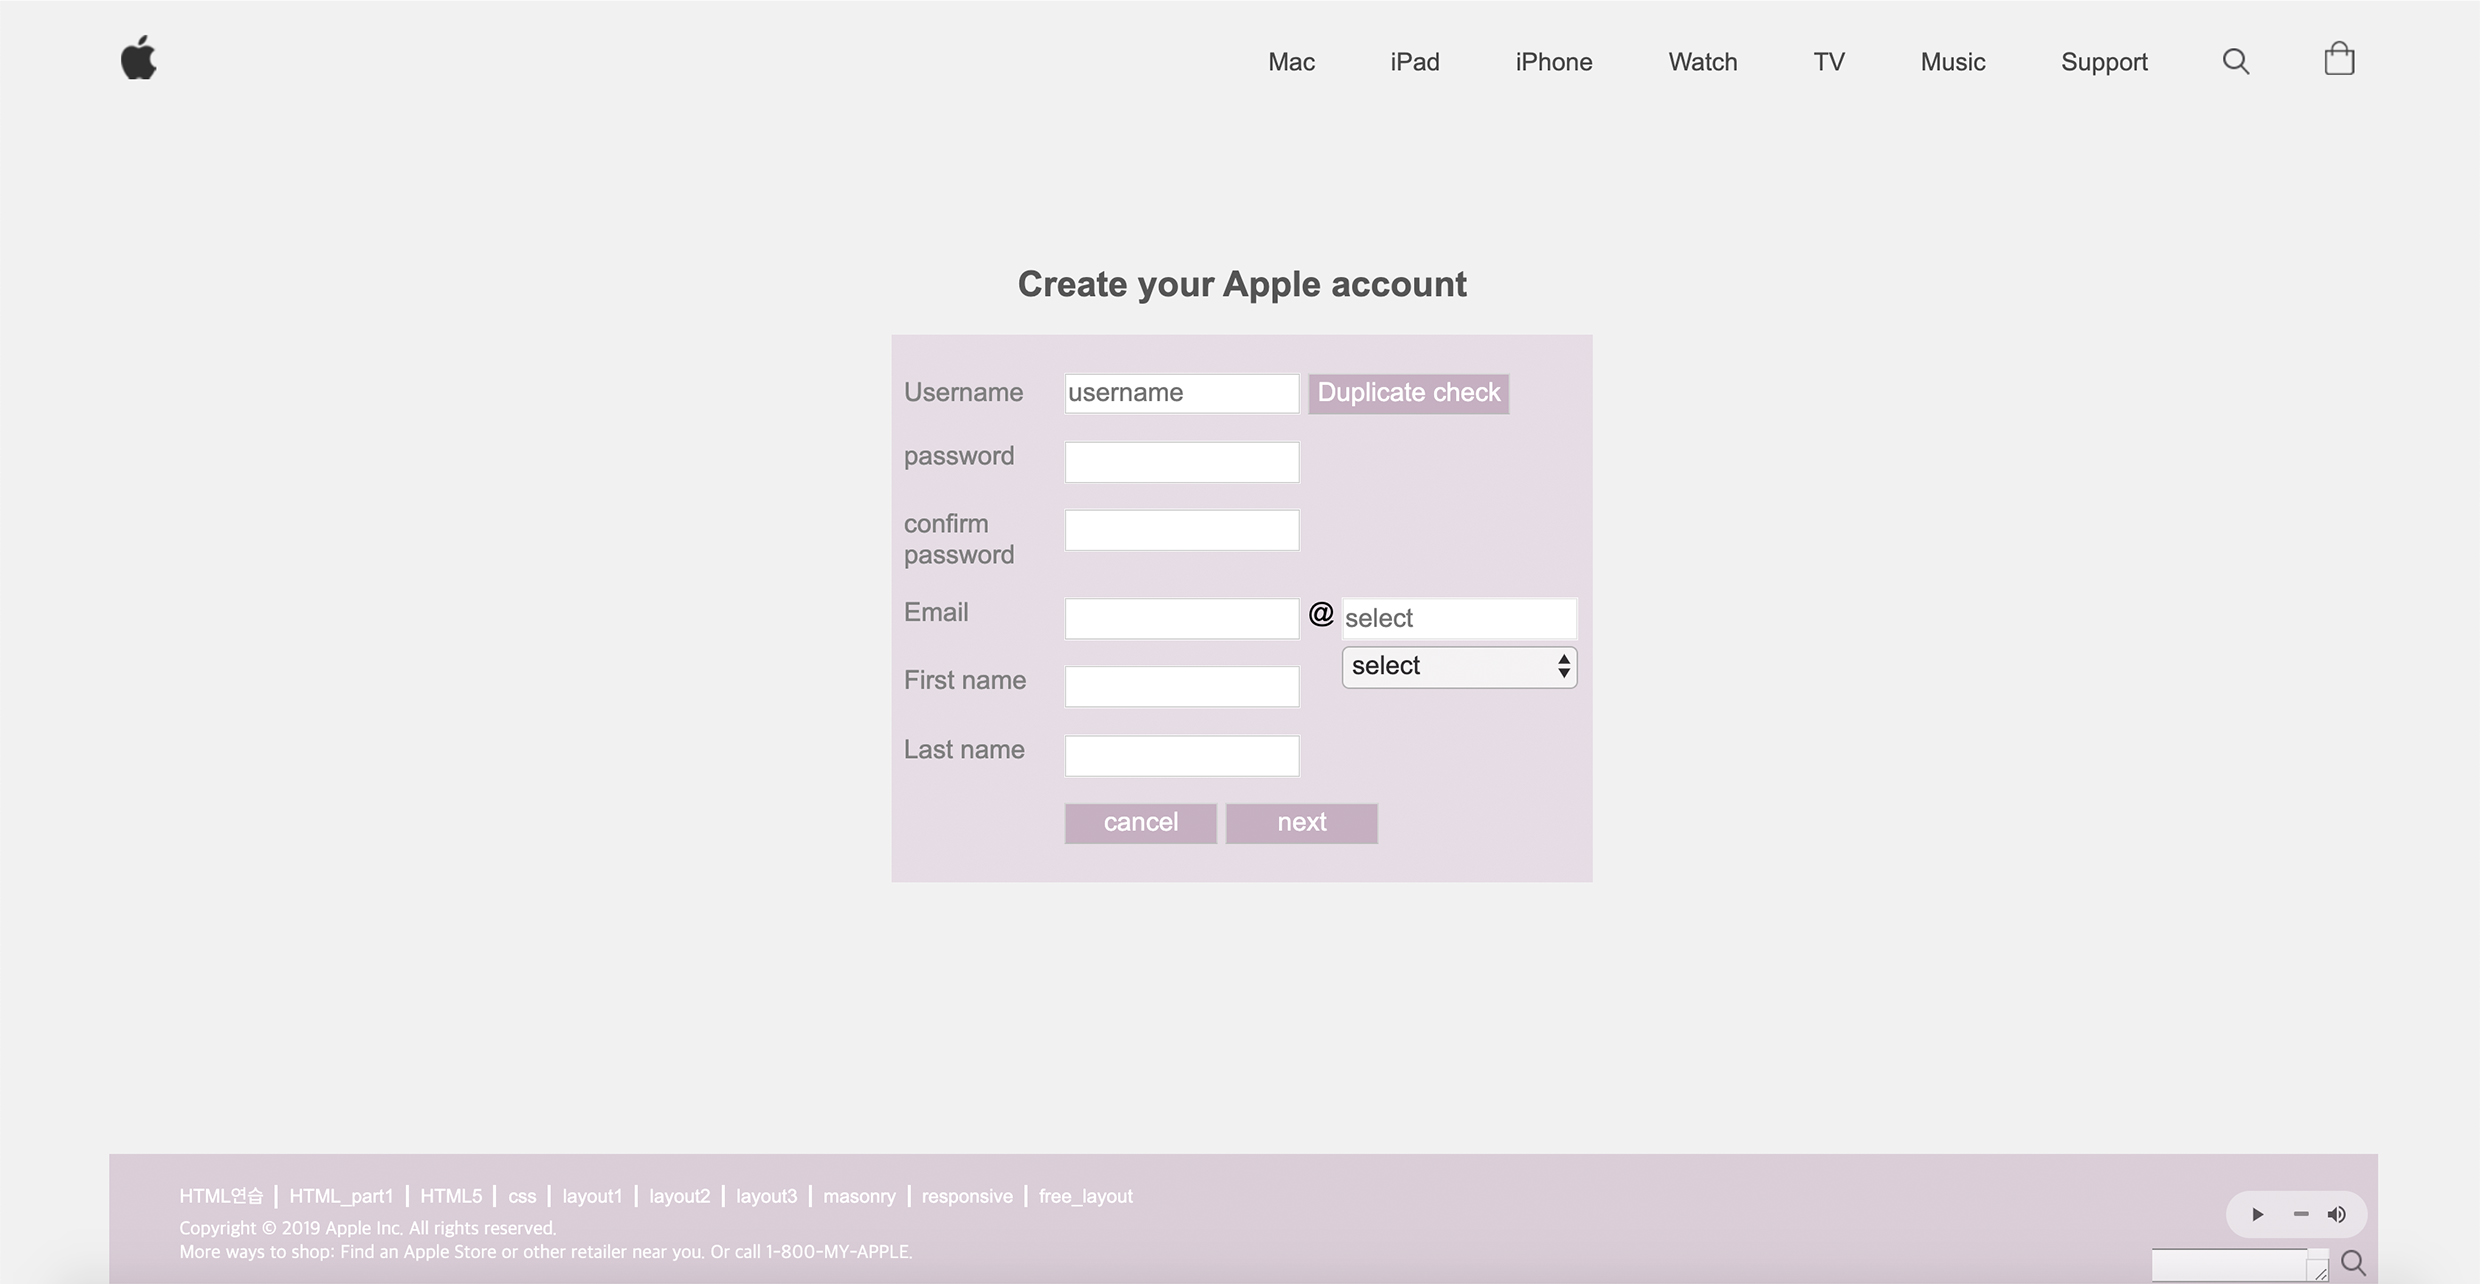 Mac iPad iPhone Watch TV Music Support
Create your Apple account
Username username Duplicate check
password
confirm
password
Email @ select
select
First name
Last name
cancel next
HTML연습 | HTML_part1 | HTML5 | css | layout1 | layout2 | layout3 | masonry | responsive | free_layout
Copyright © 2019 Apple Inc. All rights reserved.
More ways to shop: Find an Apple Store or other retailer near you. Or call 1-800-MY-APPLE.